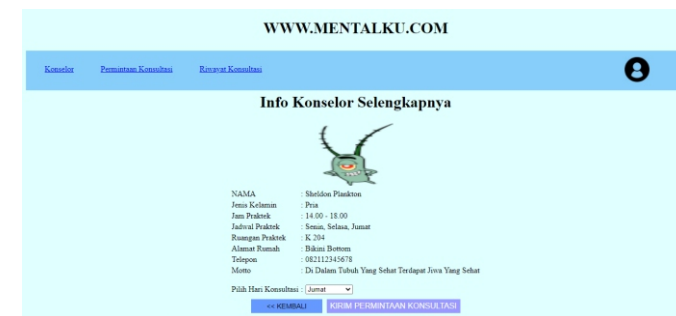 WWW.MENTALKU.COM
Konselor Permintaan Konsultasi Riwayat Konsultasi
Info Konselor Selengkapnya
NAMA : Sheldon Plankton
Jenis Kelamin : Pria
Jam Praktek : 14.00 - 18.00
Jadwal Praktek : Senin, Selasa, Jumat
Ruangan Praktek : K 204
Alamat Rumah : Bikini Bottom
Telepon : 082112345678
Motto : Di Dalam Tubuh Yang Sehat Terdapat Jiwa Yang Sehat
Pilih Hari Konsultasi : Jumat
<< KEMBALI KIRIM PERMINTAAN KONSULTASI